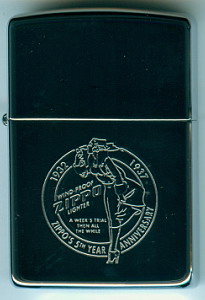 1932
1937
WIND PROOF
ZIPPO
LIGHTER
A WEEK'S TRIAL
THEN ALL
THE WHILE
ZIPPO'S 5TH YEAR ANNIVERSARY